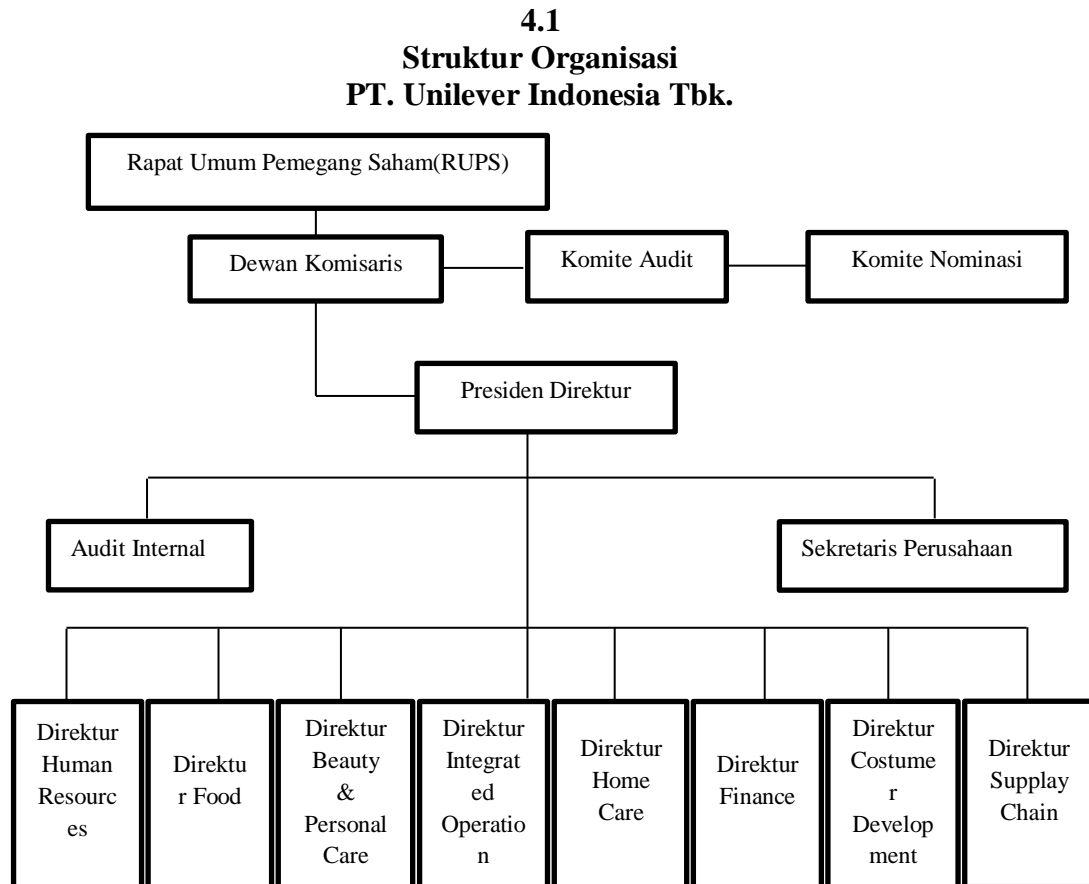 4.1
Struktur Organisasi
PT. Unilever Indonesia Tbk.
Rapat Umum Pemegang Saham(RUPS)
Dewan Komisaris
Komite Audit
Komite Nominasi
Presiden Direktur
Audit Internal
Sekretaris Perusahaan
Direktur
Human
Resourc
es
Direktu
r Food
Direktur
Beauty
&
Personal
Care
Direktur
Integrat
ed
Operatio
n
Direktur
Home
Care
Direktur
Finance
Direktur
Costume
r
Develop
ment
Direktur
Supplay
Chain